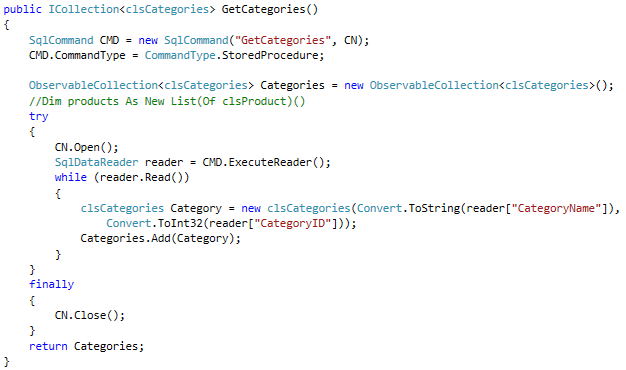 public ICollection<clsCategories> GetCategories()
{
    SqlCommand CMD = new SqlCommand("GetCategories", CN);
    CMD.CommandType = CommandType.StoredProcedure;

    ObservableCollection<clsCategories> Categories = new ObservableCollection<clsCategories>();
    //Dim products As New List(Of clsProduct)()
    try
    {
        CN.Open();
        SqlDataReader reader = CMD.ExecuteReader();
        while (reader.Read())
        {
            clsCategories Category = new clsCategories(Convert.ToString(reader["CategoryName"]),
                Convert.ToInt32(reader["CategoryID"]));
            Categories.Add(Category);
        }
    }
    finally
    {
        CN.Close();
    }
    return Categories;
}